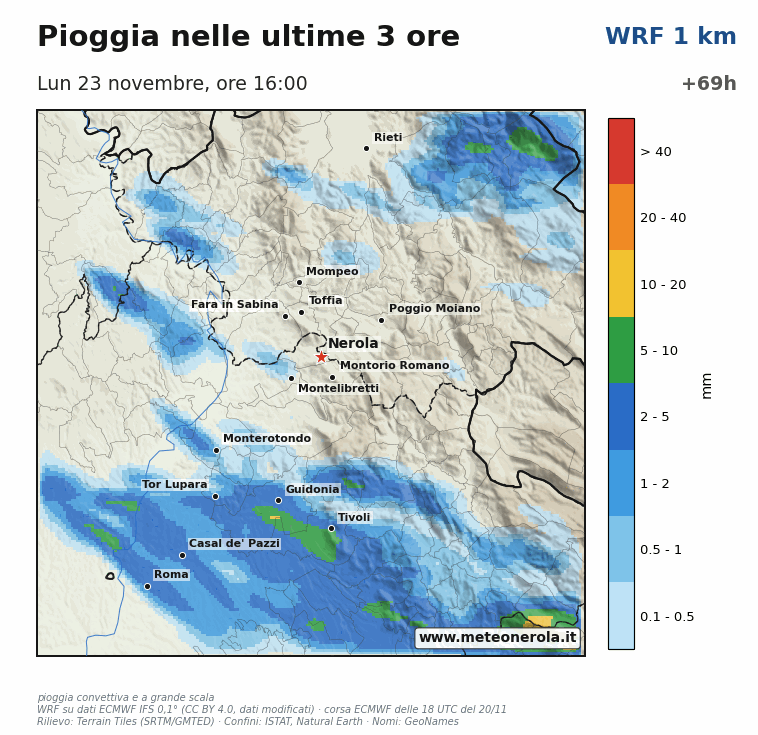 Pioggia nelle ultime 3 ore
WRF 1 km
Lun 23 novembre, ore 16:00
+69h
Rieti
Mompeo
Fara in Sabina
Toffia
Poggio Moiano
Nerola
Montorio Romano
Montelibretti
Monterotondo
Tor Lupara
Guidonia
Tivoli
Casal de' Pazzi
Roma
www.meteonerola.it
> 40
20 - 40
10 - 20
5 - 10
2 - 5
1 - 2
0.5 - 1
0.1 - 0.5
mm
pioggia convettiva e a grande scala
WRF su dati ECMWF IFS 0,1° (CC BY 4.0, dati modificati) · corsa ECMWF delle 18 UTC del 20/11
Rilievo: Terrain Tiles (SRTM/GMTED) · Confini: ISTAT, Natural Earth · Nomi: GeoNames